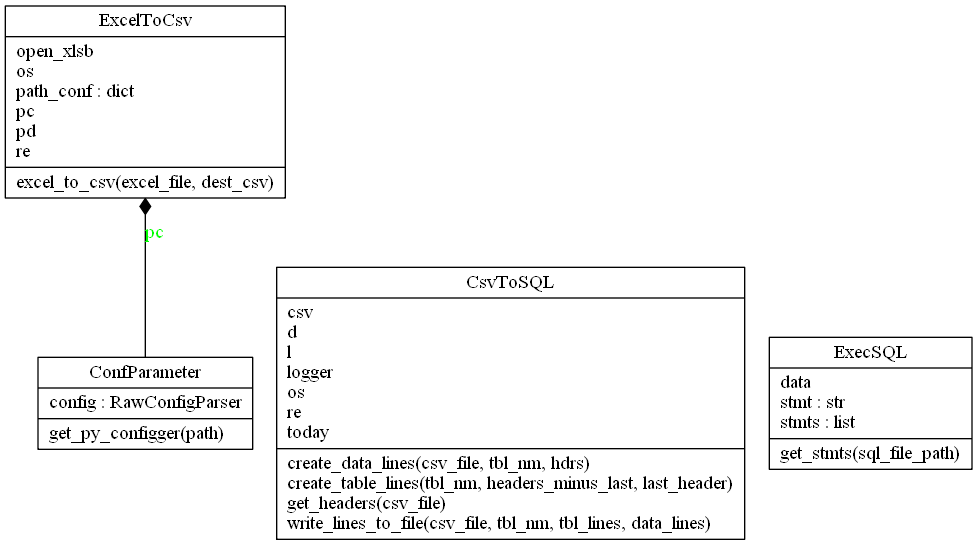 ExcelToCsv
open_xlsb
os
path_conf : dict
pc
pd
re
excel_to_csv(excel_file, dest_csv)
pc
ConfParameter
config : RawConfigParser
get_py_configger(path)
CsvToSQL
csv
d
l
logger
os
re
today
create_data_lines(csv_file, tbl_nm, hdrs)
create_table_lines(tbl_nm, headers_minus_last, last_header)
get_headers(csv_file)
write_lines_to_file(csv_file, tbl_nm, tbl_lines, data_lines)
ExecSQL
data
stmt : str
stmts : list
get_stmts(sql_file_path)